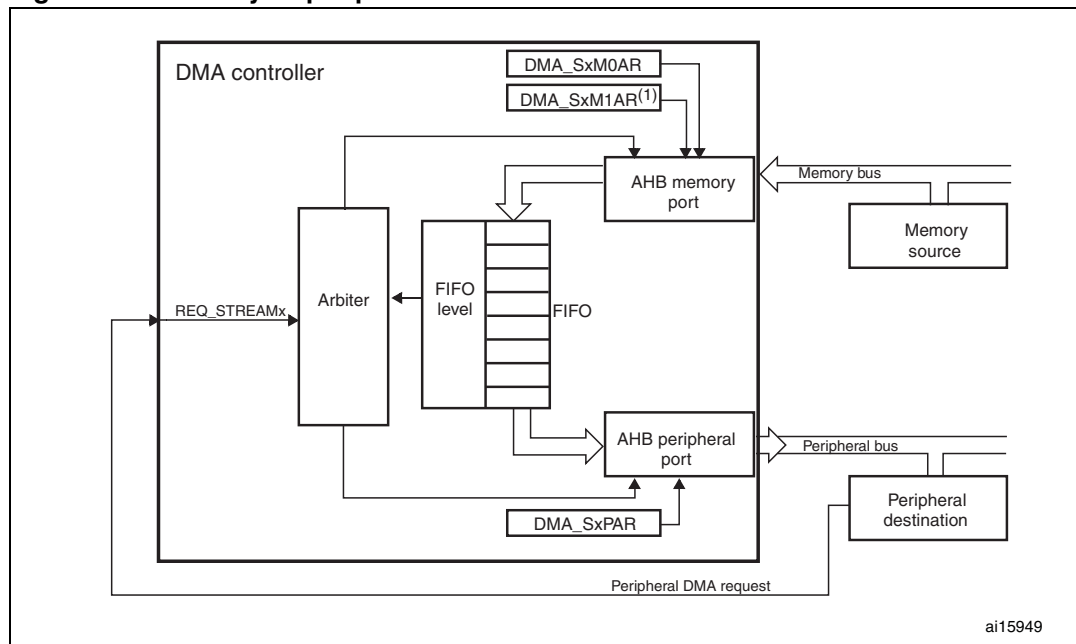 DMA controller
DMA_SxM0AR
DMA_SxM1AR(1)
AHB memory
port
Memory bus
Memory
source
REQ_STREAMx
Arbiter
FIFO
level
FIFO
AHB peripheral
port
Peripheral bus
Peripheral
destination
DMA_SxPAR
Peripheral DMA request
ai15949